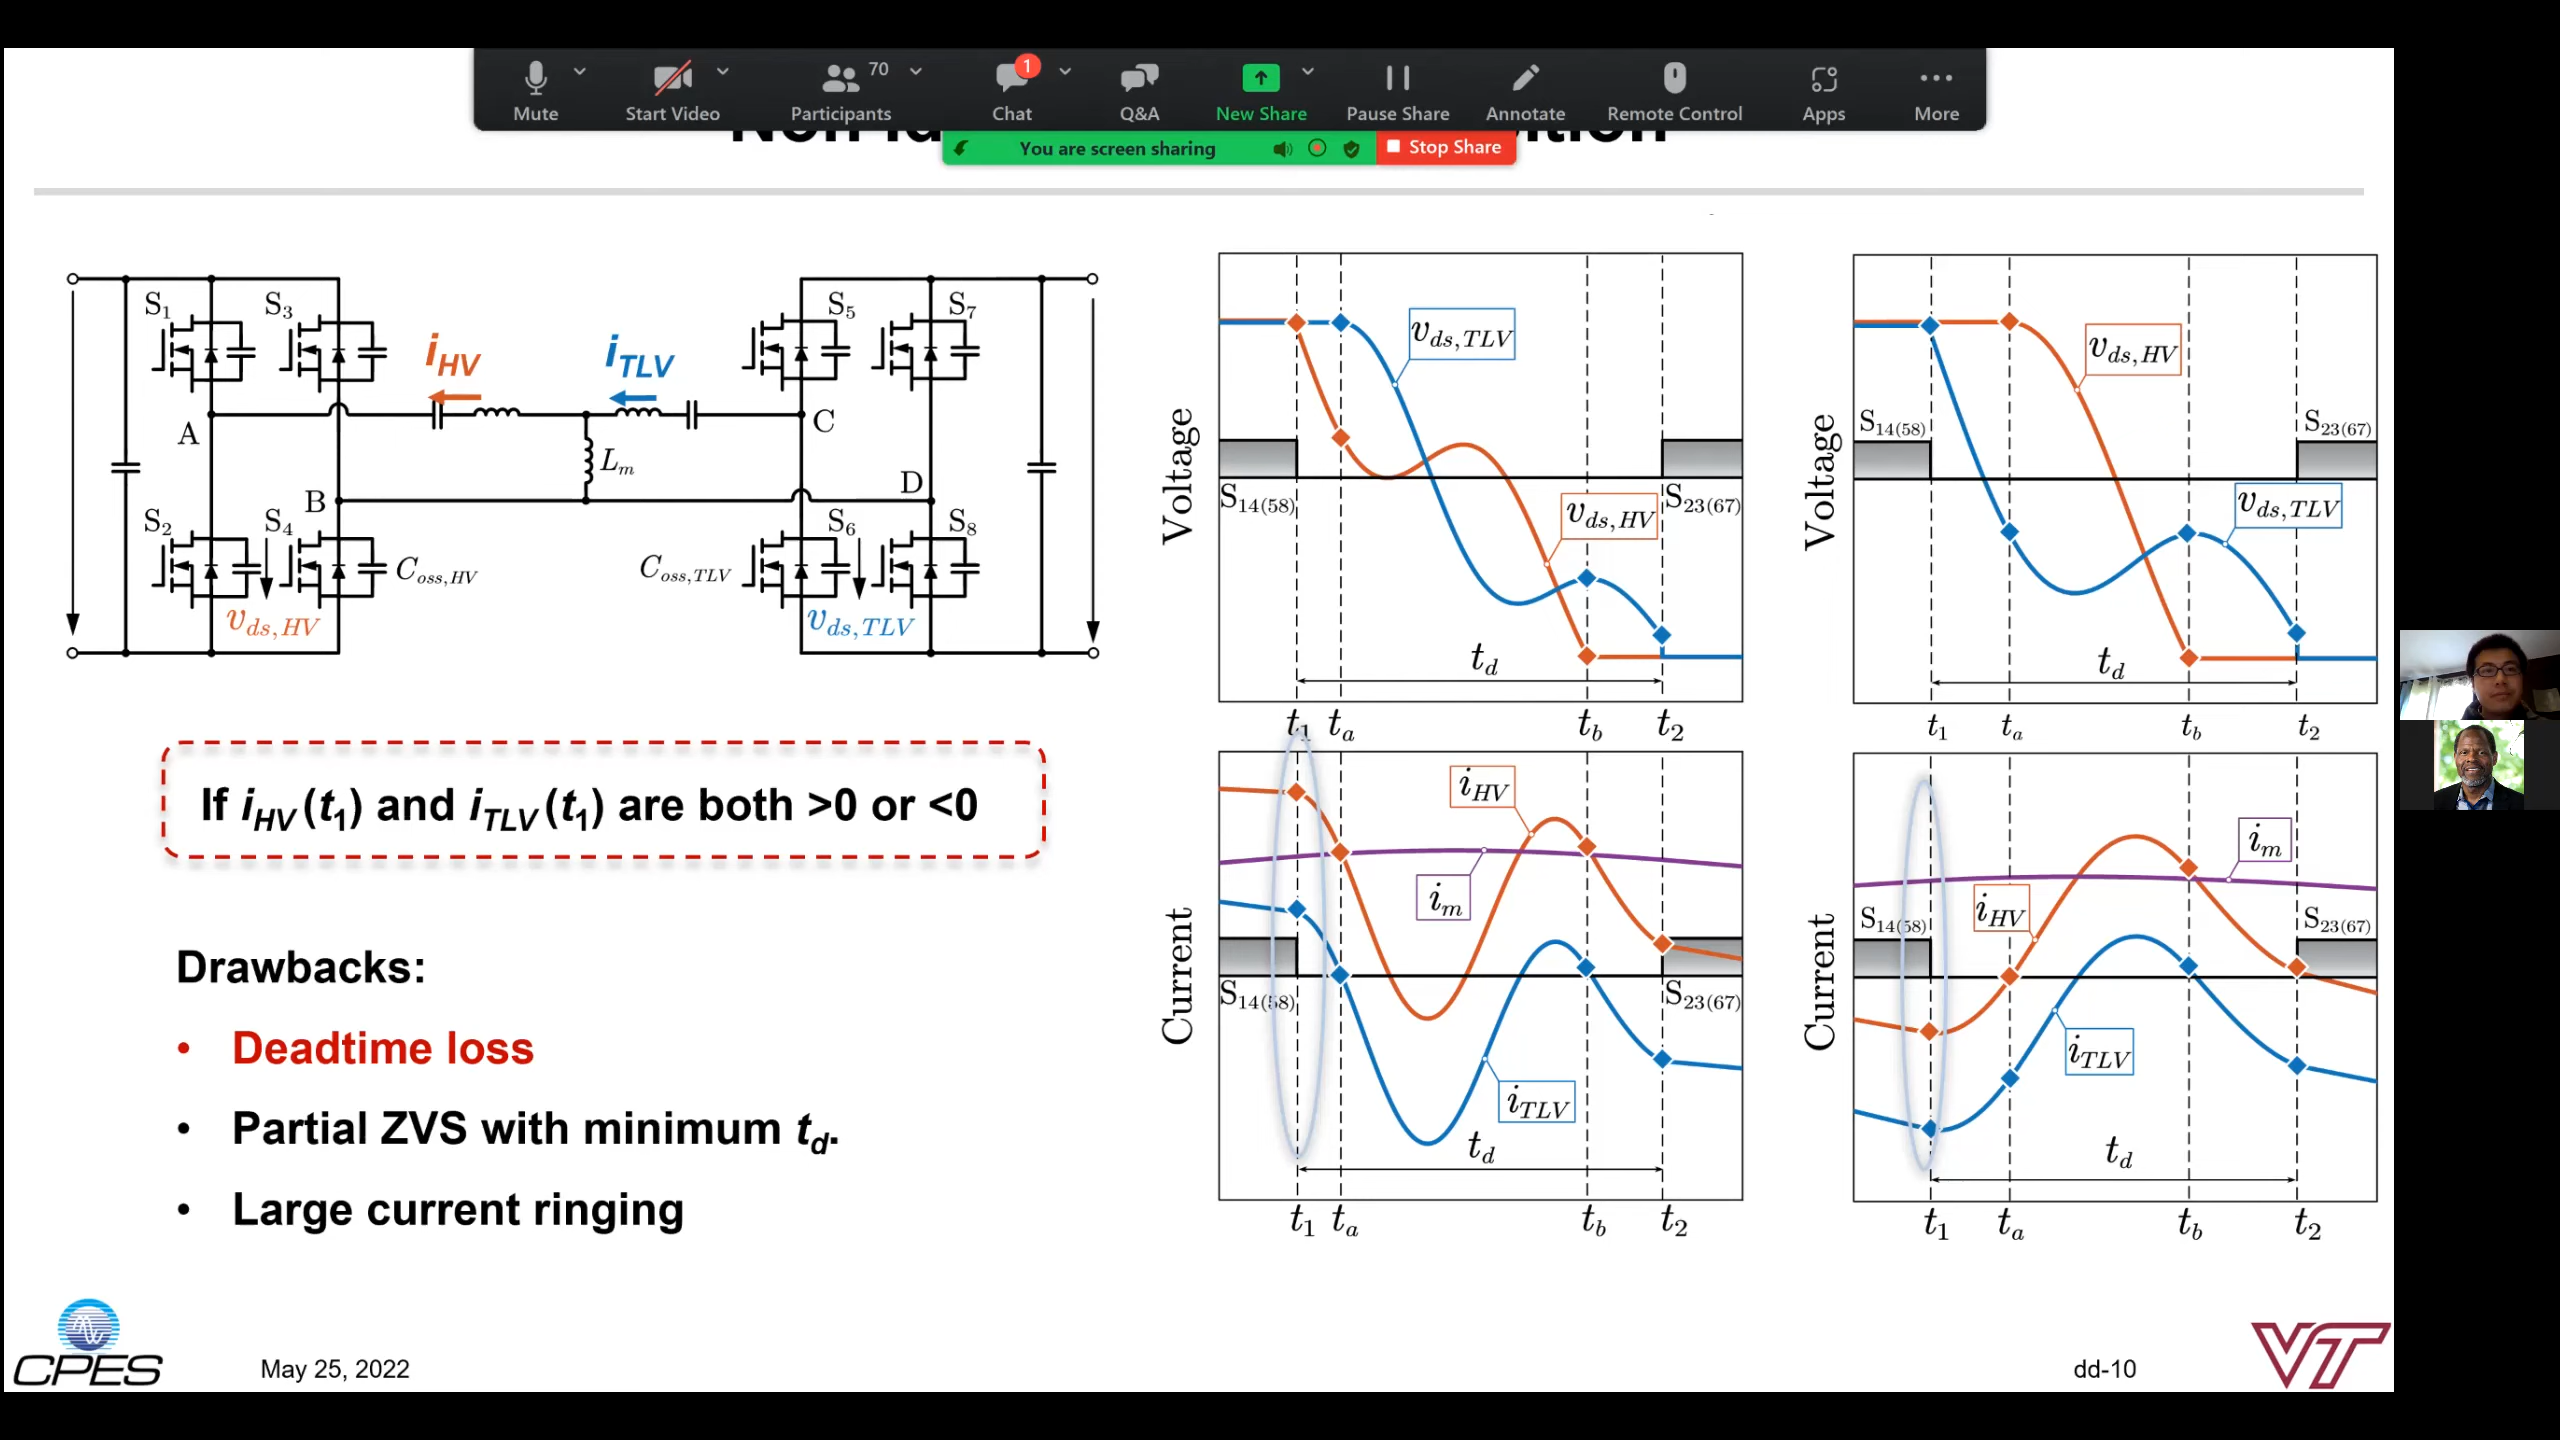 Mute
Start Video
70
Participants
1
Chat
Q&A
New Share
Pause Share
Annotate
Remote Control
Apps
More
You are screen sharing
Stop Share
S1
S3
iHV
iTLV
S5
S7
A
C
Lm
B
D
S2
S4
Coss,HV
Coss,TLV
S6
S8
vds,HV
vds,TLV
If iHV (t1) and iTLV (t1) are both >0 or <0
Drawbacks:
• Deadtime loss
• Partial ZVS with minimum td.
• Large current ringing
Voltage
vds,TLV
vds,HV
S14(58)
S23(67)
td
t1 ta tb t2
Voltage
vds,HV
S14(58)
S23(67)
vds,TLV
td
t1 ta tb t2
Current
iHV
im
S14(58)
S23(67)
iTLV
td
t1 ta tb t2
Current
im
iHV
S14(58)
S23(67)
iTLV
td
t1 ta tb t2
CPES
May 25, 2022
dd-10
VT